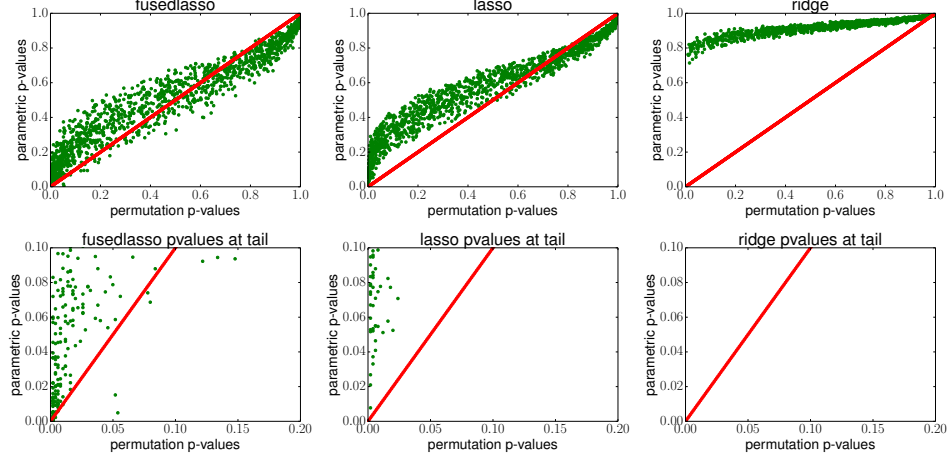 fusedlasso
lasso
ridge
1.0
0.8
0.6
0.4
0.2
0.0
parametric p-values
0.0 0.2 0.4 0.6 0.8 1.0
permutation p-values
1.0
0.8
0.6
0.4
0.2
0.0
parametric p-values
0.0 0.2 0.4 0.6 0.8 1.0
permutation p-values
1.0
0.8
0.6
0.4
0.2
0.0
parametric p-values
0.0 0.2 0.4 0.6 0.8 1.0
permutation p-values
fusedlasso pvalues at tail
0.10
0.08
0.06
0.04
0.02
0.00
parametric p-values
0.00 0.05 0.10 0.15 0.20
permutation p-values
lasso pvalues at tail
0.10
0.08
0.06
0.04
0.02
0.00
parametric p-values
0.00 0.05 0.10 0.15 0.20
permutation p-values
ridge pvalues at tail
0.10
0.08
0.06
0.04
0.02
0.00
parametric p-values
0.00 0.05 0.10 0.15 0.20
permutation p-values